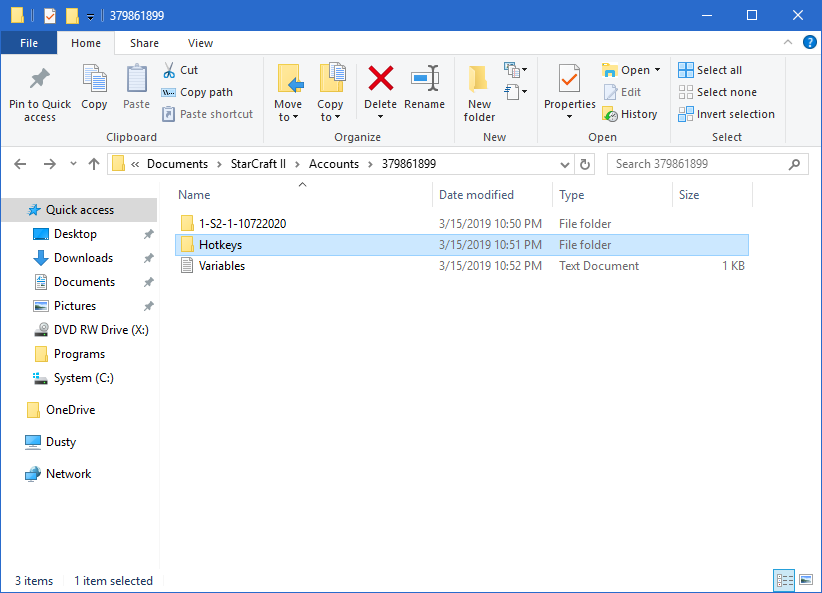 379861899
File Home Share View
Pin to Quick access
Copy
Paste
Cut
Copy path
Paste shortcut
Clipboard
Move to
Copy to
Delete
Rename
Organize
New folder
New
Properties
Open
Edit
History
Open
Select all
Select none
Invert selection
Select
« Documents > StarCraft II > Accounts > 379861899
Search 379861899
Quick access
Desktop
Downloads
Documents
Pictures
DVD RW Drive (X:)
Programs
System (C:)
OneDrive
Dusty
Network
Name Date modified Type Size
1-S2-1-10722020 3/15/2019 10:50 PM File folder
Hotkeys 3/15/2019 10:51 PM File folder
Variables 3/15/2019 10:52 PM Text Document 1 KB
3 items 1 item selected